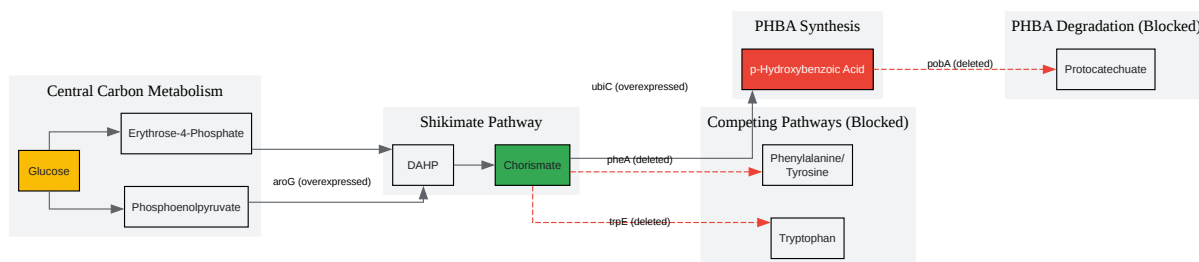 PHBA Synthesis
PHBA Degradation (Blocked)
p-Hydroxybenzoic Acid
pobA (deleted)
Protocatechuate
Central Carbon Metabolism
ubiC (overexpressed)
Erythrose-4-Phosphate
Shikimate Pathway
Competing Pathways (Blocked)
Glucose
DAHP
Chorismate
pheA (deleted)
Phenylalanine/
Tyrosine
aroG (overexpressed)
Phosphoenolpyruvate
trpE (deleted)
Tryptophan